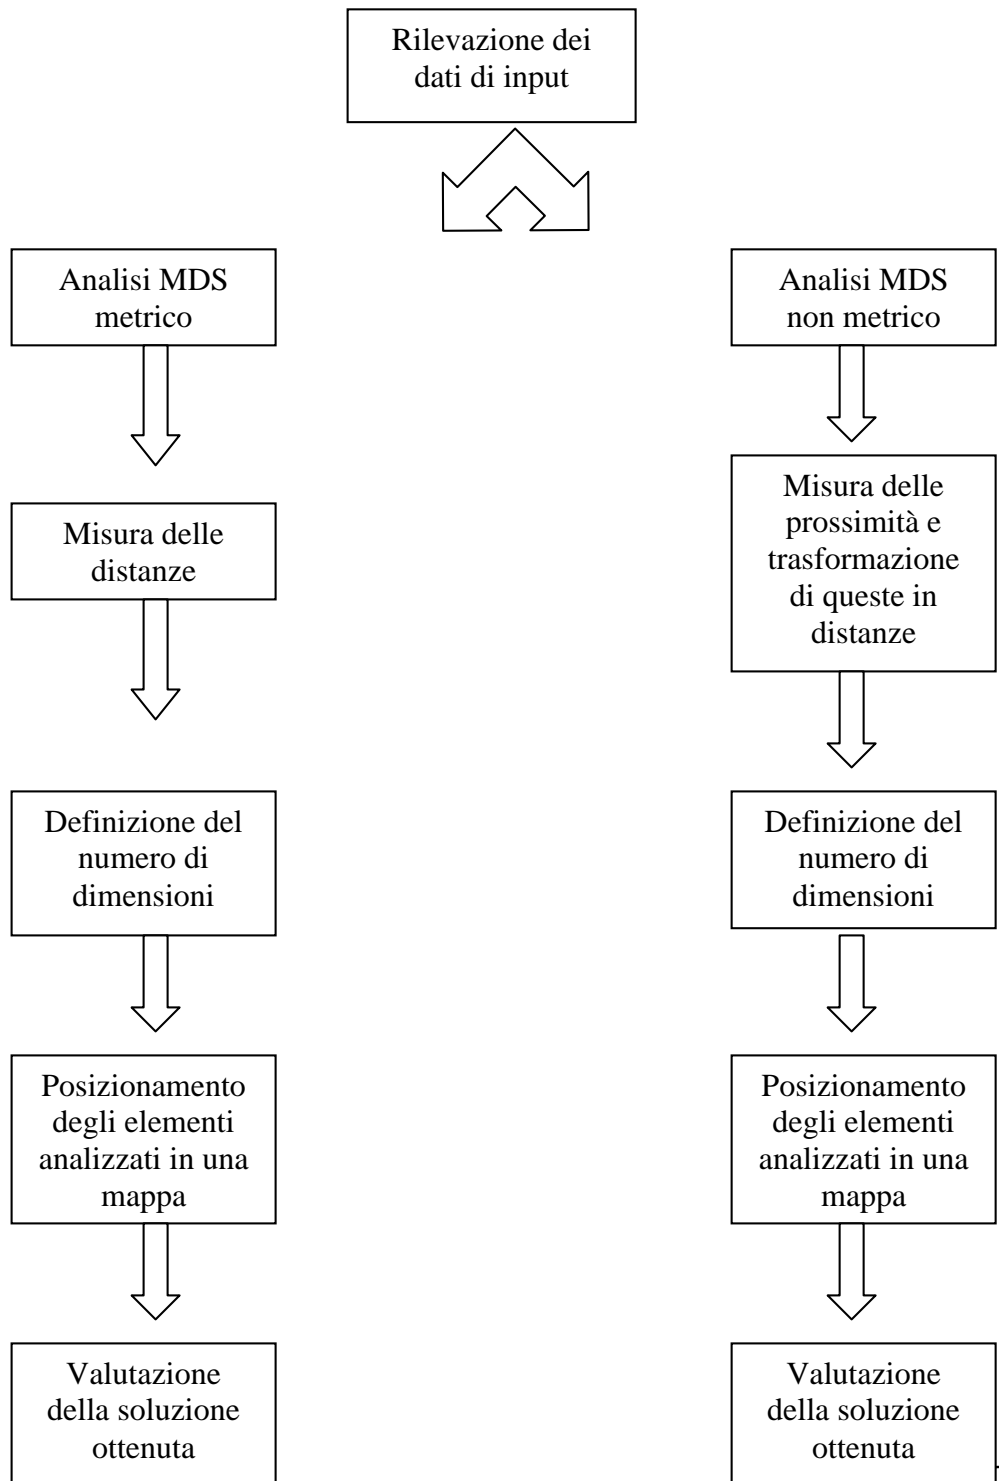 Rilevazione dei
dati di input
Analisi MDS
metrico
Analisi MDS
non metrico
Misura delle
distanze
Misura delle
prossimità e
trasformazione
di queste in
distanze
Definizione del
numero di
dimensioni
Definizione del
numero di
dimensioni
Posizionamento
degli elementi
analizzati in una
mappa
Posizionamento
degli elementi
analizzati in una
mappa
Valutazione
della soluzione
ottenuta
Valutazione
della soluzione
ottenuta